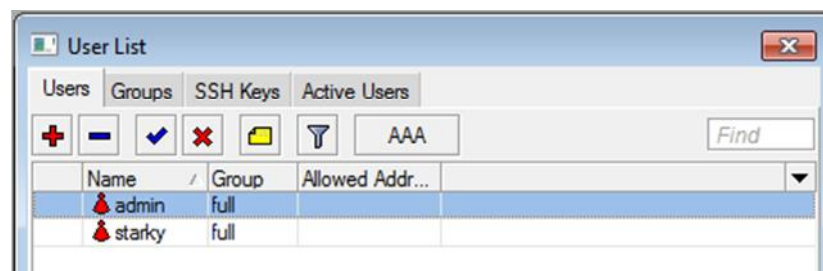 User List
Users Groups SSH Keys Active Users
AAA Find
Name Group Allowed Addr...
admin full
starky full